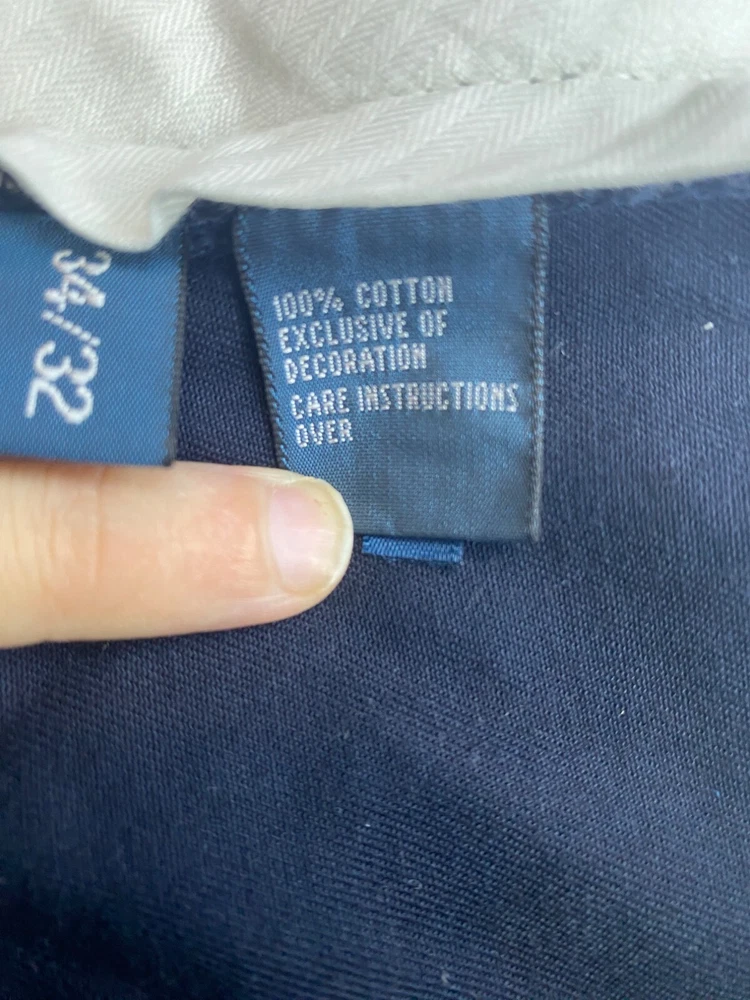 34/32
100% COTTON
EXCLUSIVE OF
DECORATION
CARE INSTRUCTIONS
OVER